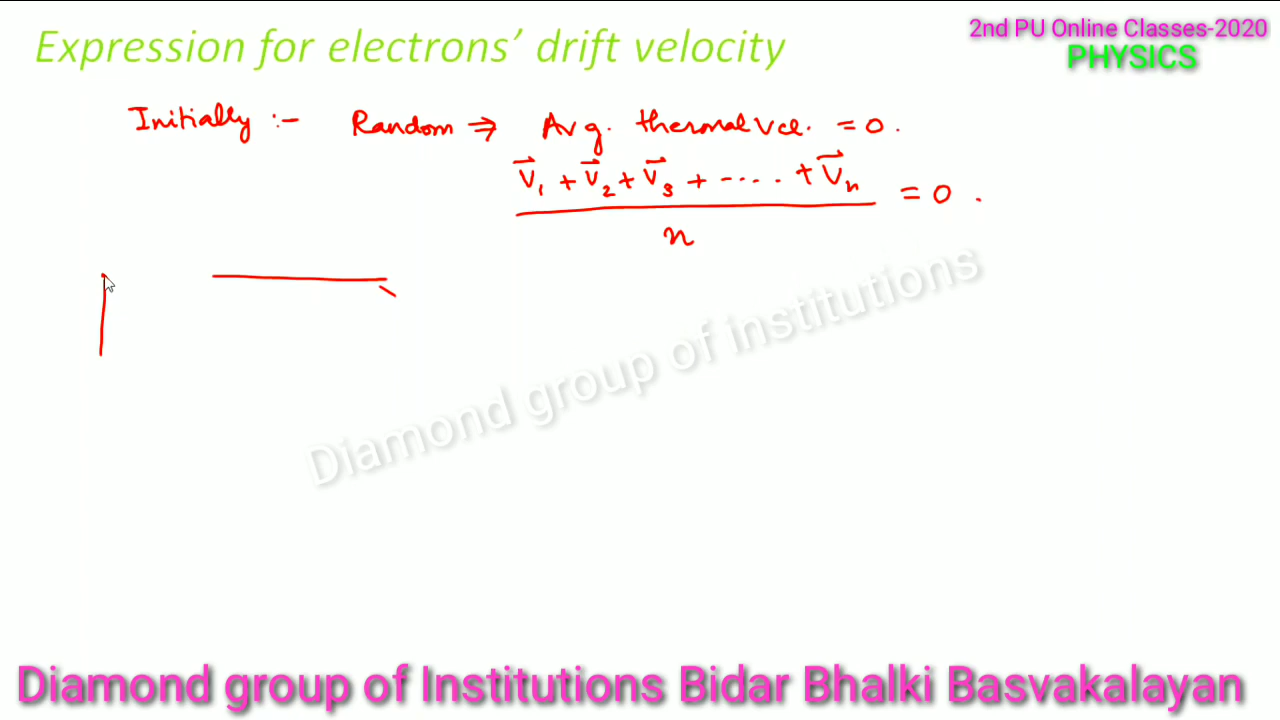 Expression for electrons’ drift velocity
2nd PU Online Classes-2020
PHYSICS
Initially :- Random ⇒ Avg. thermal vel. = 0.
(v⃗₁ + v⃗₂ + v⃗₃ + ..... + v⃗ₙ) / n = 0.
Diamond group of institutions
Diamond group of Institutions Bidar Bhalki Basvakalayan